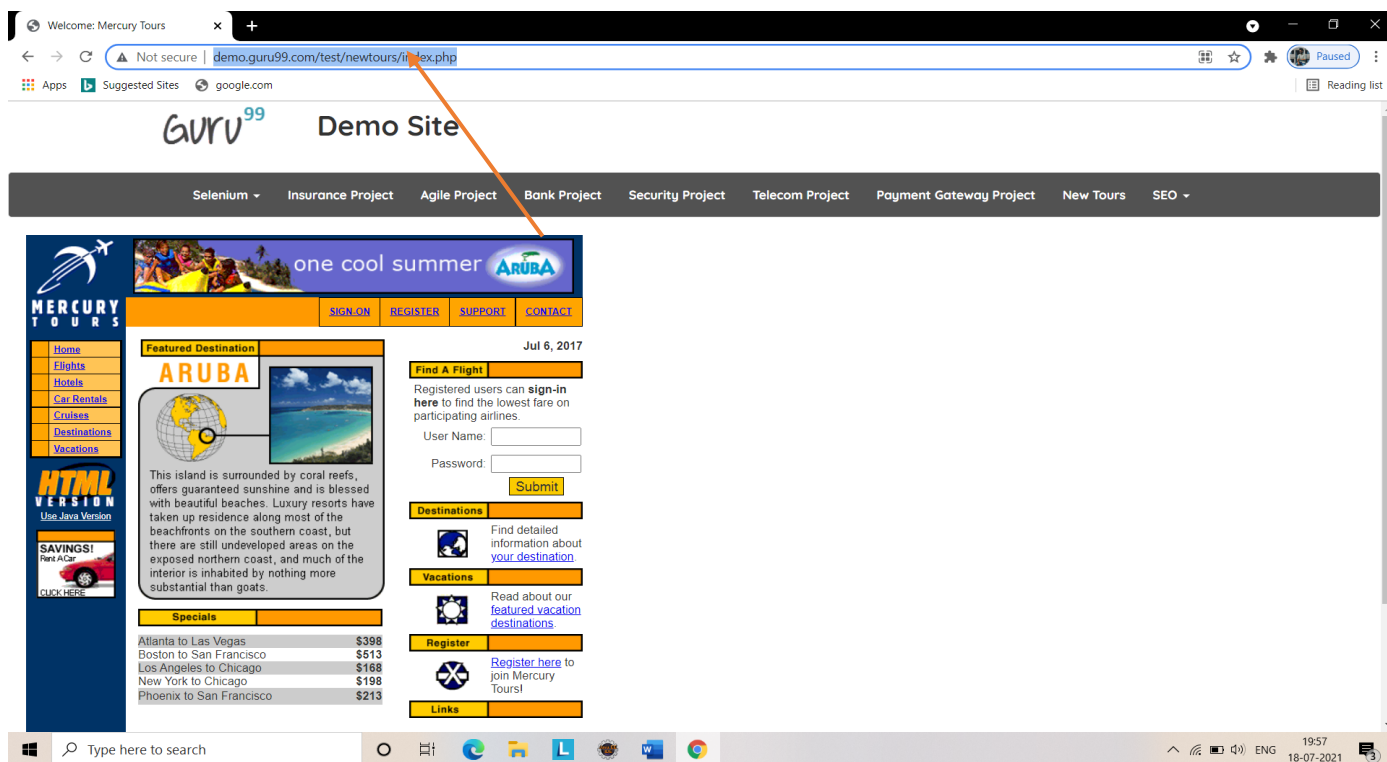 Welcome: Mercury Tours
Not secure | demo.guru99.com/test/newtours/index.php
Paused
Apps
Suggested Sites
google.com
Reading list
Guru99
Demo Site
Selenium
Insurance Project
Agile Project
Bank Project
Security Project
Telecom Project
Payment Gateway Project
New Tours
SEO
one cool summer
ARUBA
MERCURY
TOURS
SIGN-ON
REGISTER
SUPPORT
CONTACT
Home
Flights
Hotels
Car Rentals
Cruises
Destinations
Vacations
HTML
VERSION
Use Java Version
SAVINGS!
Rent A Car
CLICK HERE
Featured Destination
ARUBA
This island is surrounded by coral reefs,
offers guaranteed sunshine and is blessed
with beautiful beaches. Luxury resorts have
taken up residence along most of the
beachfronts on the southern coast, but
there are still undeveloped areas on the
exposed northern coast, and much of the
interior is inhabited by nothing more
substantial than goats.
Specials
Atlanta to Las Vegas $398
Boston to San Francisco $513
Los Angeles to Chicago $168
New York to Chicago $198
Phoenix to San Francisco $213
Jul 6, 2017
Find A Flight
Registered users can sign-in
here to find the lowest fare on
participating airlines.
User Name:
Password:
Submit
Destinations
Find detailed
information about
your destination.
Vacations
Read about our
featured vacation
destinations.
Register
Register here to
join Mercury
Tours!
Links
Type here to search
L
W
ENG
19:57
18-07-2021
3